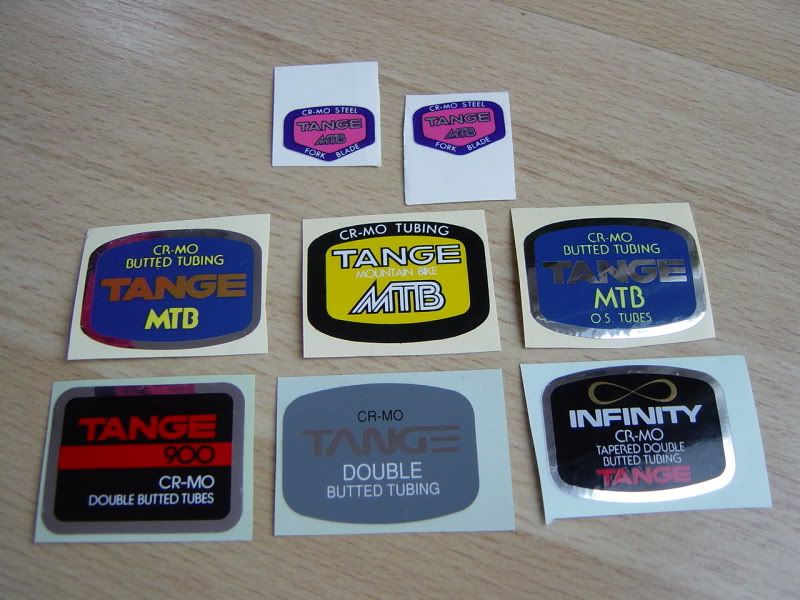 CR-MO STEEL
TANGE
MTB
FORK BLADE
CR-MO STEEL
TANGE
MTB
FORK BLADE
CR-MO
BUTTED TUBING
TANGE
MTB
CR-MO TUBING
TANGE
MOUNTAIN BIKE
MTB
CR-MO
BUTTED TUBING
TANGE
MTB
O.S. TUBES
TANGE
900
CR-MO
DOUBLE BUTTED TUBES
CR-MO
TANGE
DOUBLE
BUTTED TUBING
INFINITY
CR-MO
TAPERED DOUBLE
BUTTED TUBING
TANGE